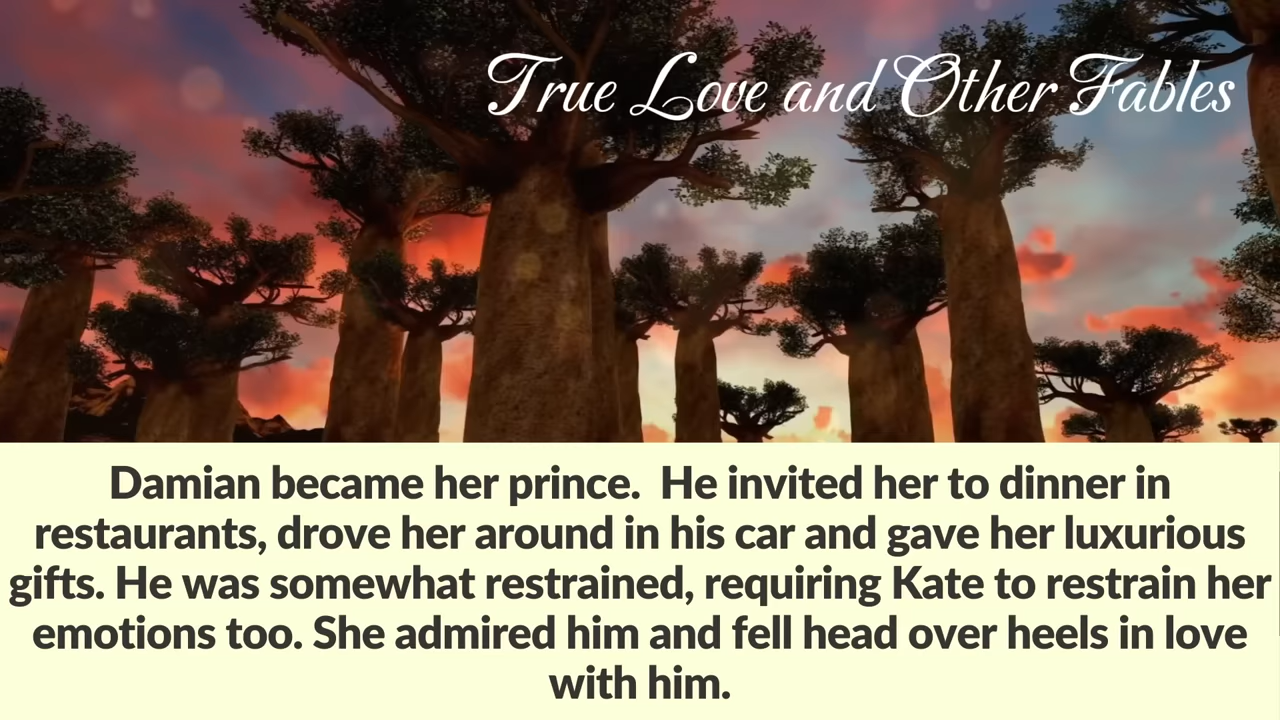 True Love and Other Fables
Damian became her prince.  He invited her to dinner in
restaurants, drove her around in his car and gave her luxurious
gifts. He was somewhat restrained, requiring Kate to restrain her
emotions too. She admired him and fell head over heels in love
with him.